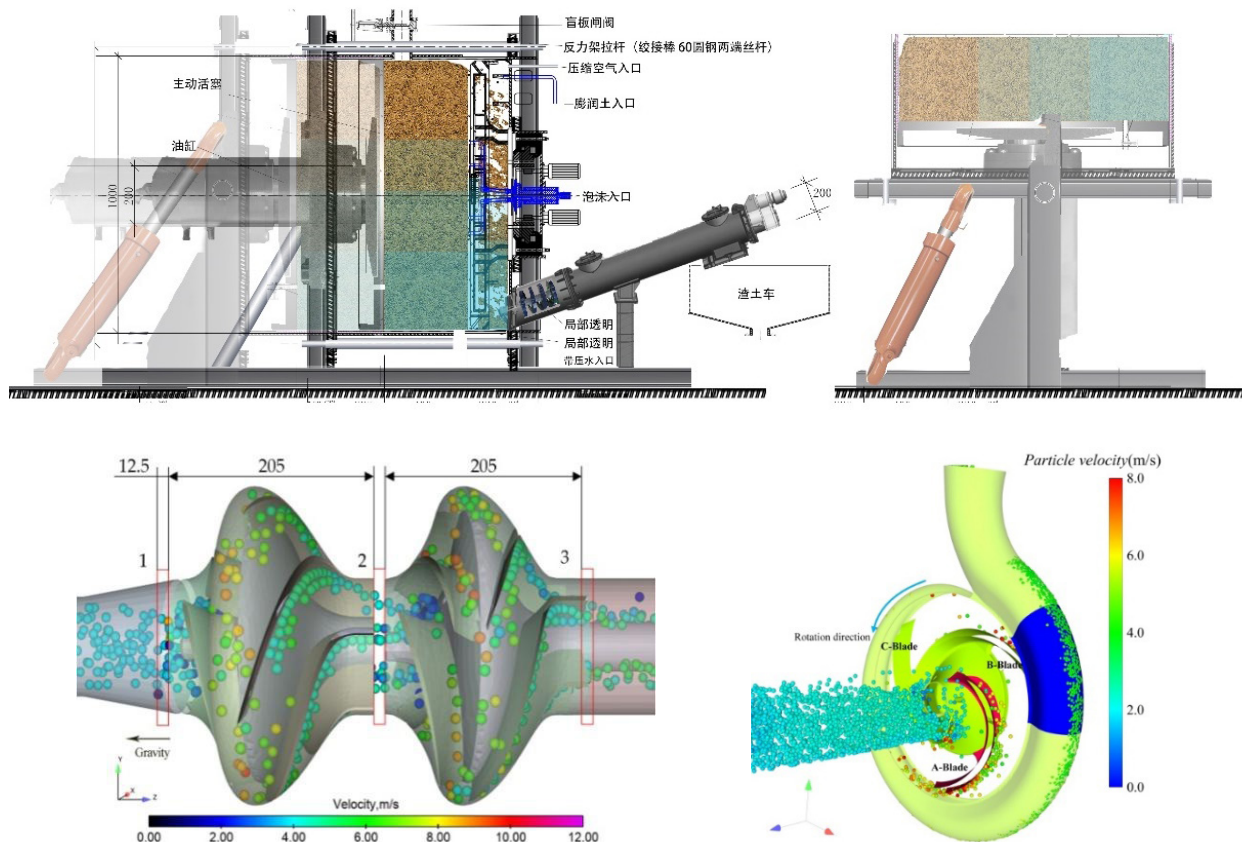 盲板闸阀
反力架拉杆（绞接棒 60圆钢两端丝杆）
压缩空气入口
主动活塞
膨润土入口
油缸
泡沫入口
1000
280
200
渣土车
局部透明
局部透明
带压水入口
12.5
205
205
1
2
3
Gravity
Y
X
Z
Velocity,m/s
0.00 2.00 4.00 6.00 8.00 10.00 12.00
Particle velocity(m/s)
8.0
6.0
4.0
2.0
0.0
Rotation direction
C-Blade
B-Blade
A-Blade